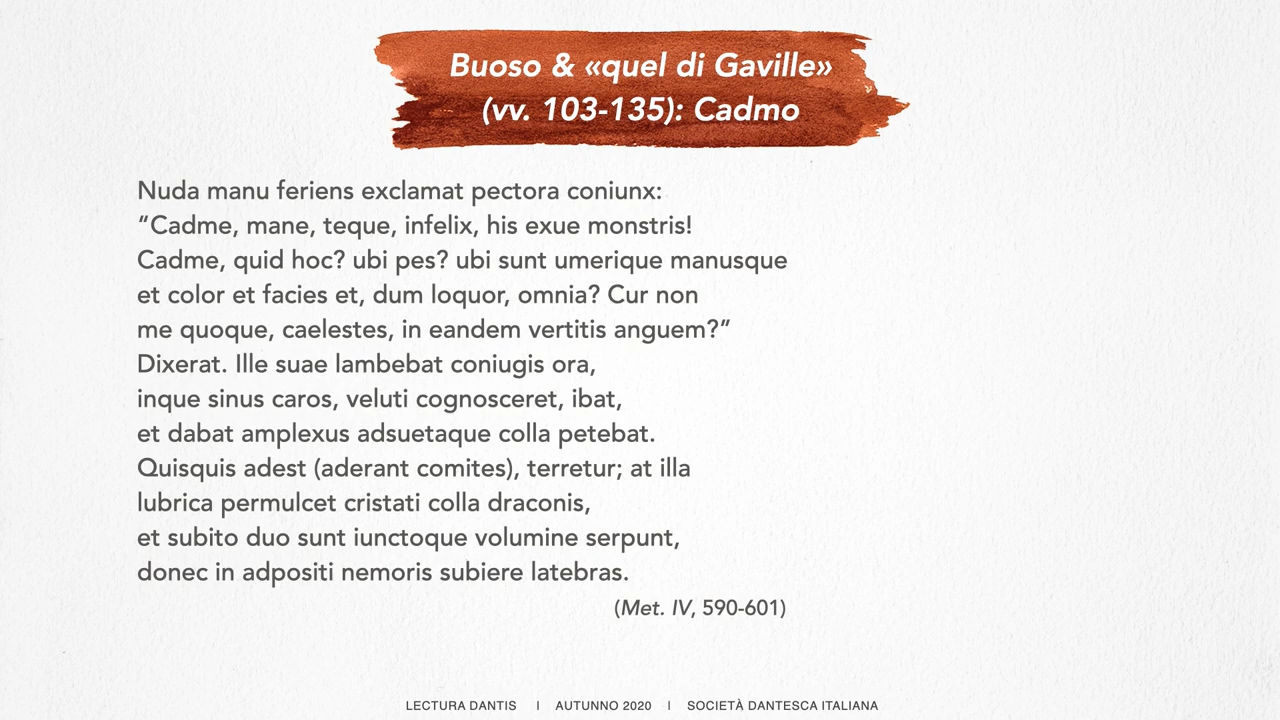 Buoso & «quel di Gaville»
(vv. 103-135): Cadmo
Nuda manu feriens exclamat pectora coniunx:
“Cadme, mane, teque, infelix, his exue monstris!
Cadme, quid hoc? ubi pes? ubi sunt umerique manusque
et color et facies et, dum loquor, omnia? Cur non
me quoque, caelestes, in eandem vertitis anguem?”
Dixerat. Ille suae lambebat coniugis ora,
inque sinus caros, veluti cognosceret, ibat,
et dabat amplexus adsuetaque colla petebat.
Quisquis adest (aderant comites), terretur; at illa
lubrica permulcet cristati colla draconis,
et subito duo sunt iunctoque volumine serpunt,
donec in adpositi nemoris subiere latebras.
(Met. IV, 590-601)
LECTURA DANTIS | AUTUNNO 2020 | SOCIETÀ DANTESCA ITALIANA